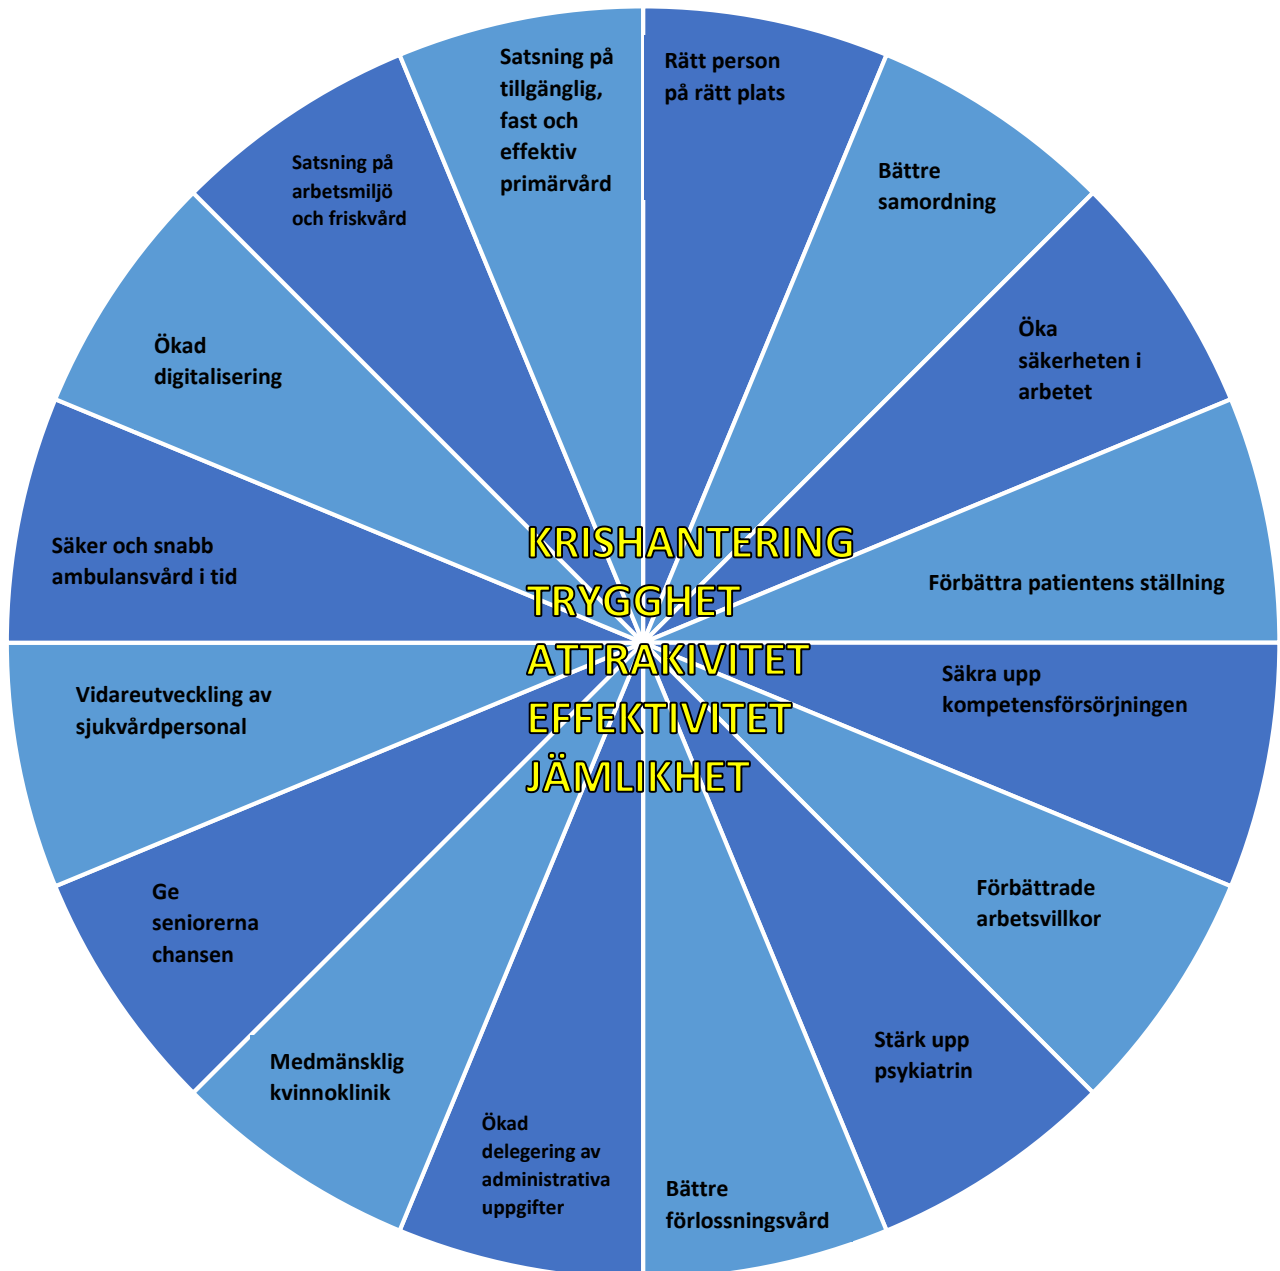 Rätt person
på rätt plats
Bättre
samordning
Öka
säkerheten i
arbetet
Förbättra patientens ställning
Säkra upp
kompetensförsörjningen
Förbättrade
arbetsvillkor
Stärk upp
psykiatrin
Bättre
förlossningsvård
Ökad
delegering av
administrativa
uppgifter
Medmänsklig
kvinnoklinik
Ge
seniorerna
chansen
Vidareutveckling av
sjukvårdpersonal
Säker och snabb
ambulansvård i tid
Ökad
digitalisering
Satsning på
arbetsmiljö
och friskvård
Satsning på
tillgänglig,
fast och
effektiv
primärvård
KRISHANTERING
TRYGGHET
ATTRAKIVITET
EFFEKTIVITET
JÄMLIKHET